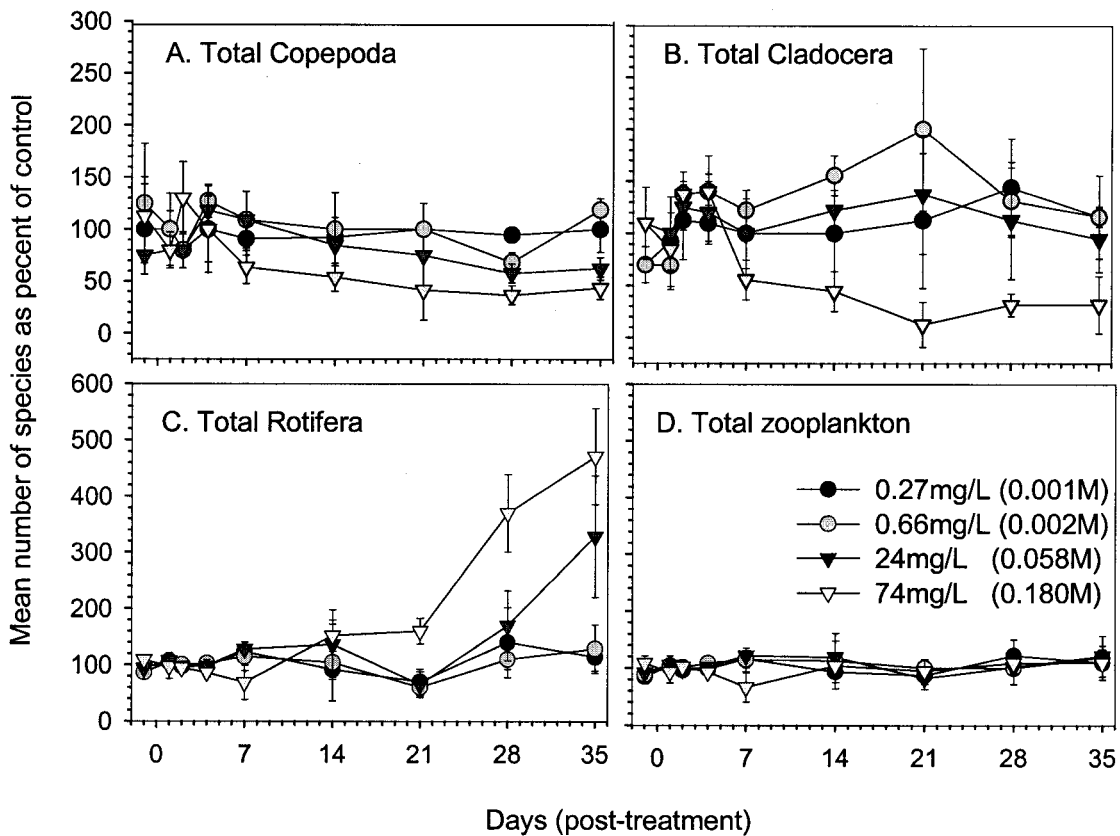 Mean number of species as pecent of control
A. Total Copepoda
B. Total Cladocera
300
250
200
150
100
50
0
C. Total Rotifera
D. Total zooplankton
600
500
400
300
200
100
0
0.27mg/L (0.001M)
0.66mg/L (0.002M)
24mg/L (0.058M)
74mg/L (0.180M)
0 7 14 21 28 35
0 7 14 21 28 35
Days (post-treatment)